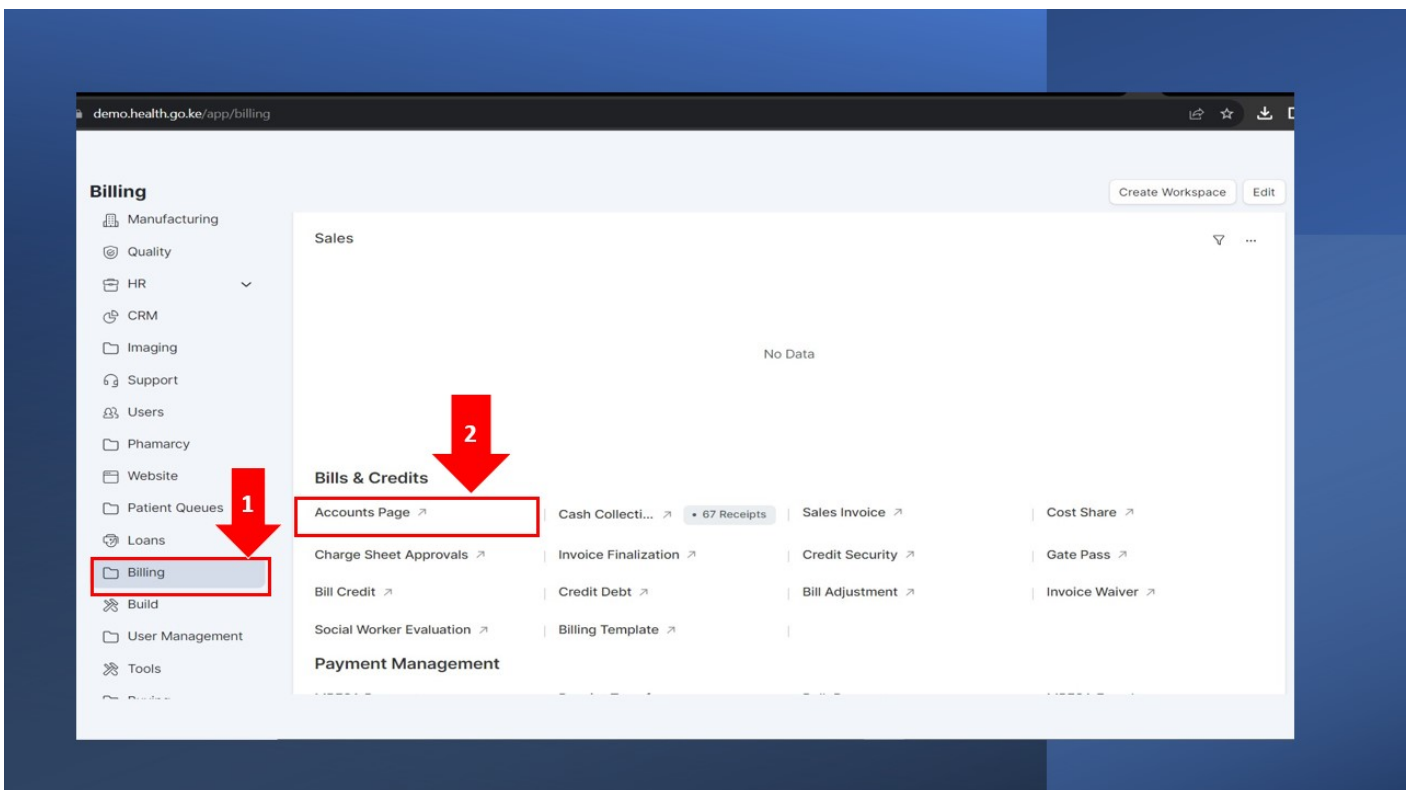 demo.health.go.ke/app/billing
Billing
Create Workspace Edit
Manufacturing
Quality
HR
CRM
Imaging
Support
Users
Phamarcy
Website
Patient Queues
Loans
Billing
Build
User Management
Tools
1
Sales
No Data
2
Bills & Credits
Accounts Page Cash Collecti... • 67 Receipts Sales Invoice Cost Share
Charge Sheet Approvals Invoice Finalization Credit Security Gate Pass
Bill Credit Credit Debt Bill Adjustment Invoice Waiver
Social Worker Evaluation Billing Template
Payment Management